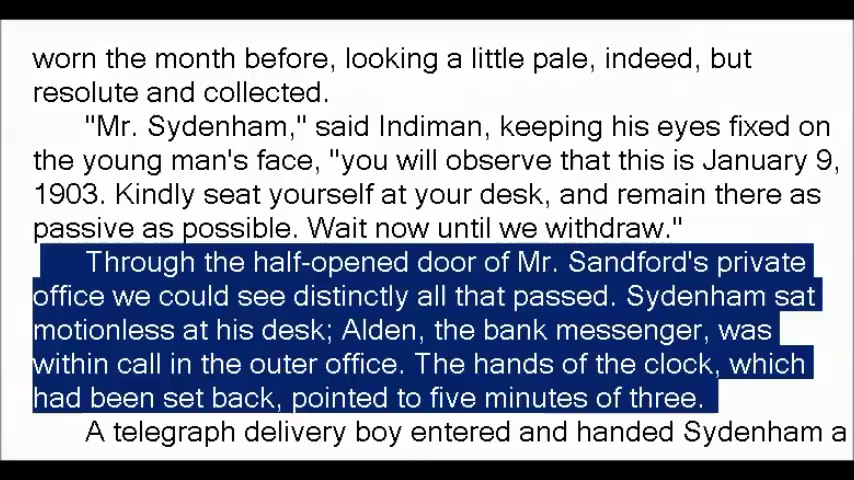 worn the month before, looking a little pale, indeed, but
resolute and collected.
"Mr. Sydenham," said Indiman, keeping his eyes fixed on
the young man's face, "you will observe that this is January 9,
1903. Kindly seat yourself at your desk, and remain there as
passive as possible. Wait now until we withdraw."
Through the half-opened door of Mr. Sandford's private
office we could see distinctly all that passed. Sydenham sat
motionless at his desk; Alden, the bank messenger, was
within call in the outer office. The hands of the clock, which
had been set back, pointed to five minutes of three.
A telegraph delivery boy entered and handed Sydenham a